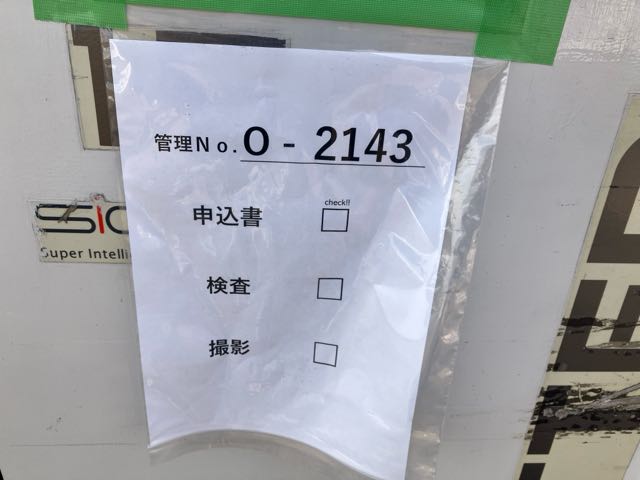 管理No. O - 2143
check!!
申込書
検査
撮影
Super Intelli